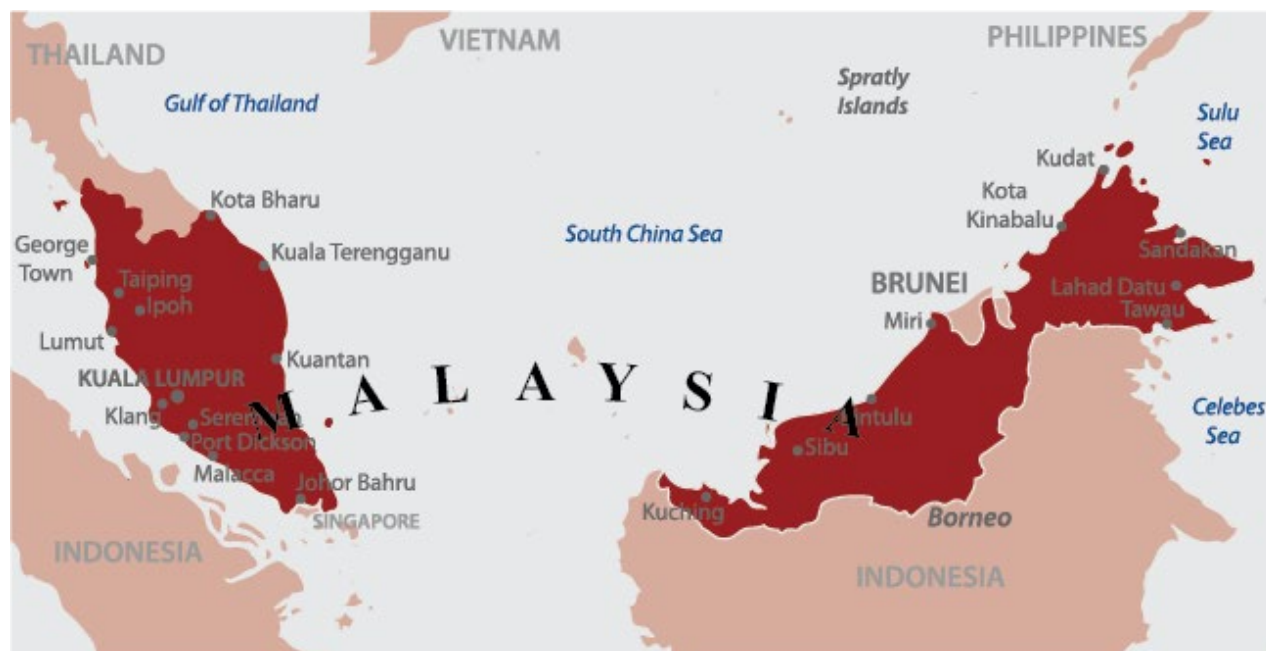 THAILAND
VIETNAM
PHILIPPINES
Gulf of Thailand
Spratly
Islands
Sulu
Sea
Kudat
Kota
Kinabalu
Kota Bharu
South China Sea
George
Town
Kuala Terengganu
Sandakan
Taiping
Ipoh
BRUNEI
Lahad Datu
Tawau
Miri
Lumut
Kuantan
KUALA LUMPUR
MALAYSIA
Klang
Port Dickson
Celebes
Sea
Sibu
Malacca
Johor Bahru
Kuching
SINGAPORE
Borneo
INDONESIA
INDONESIA